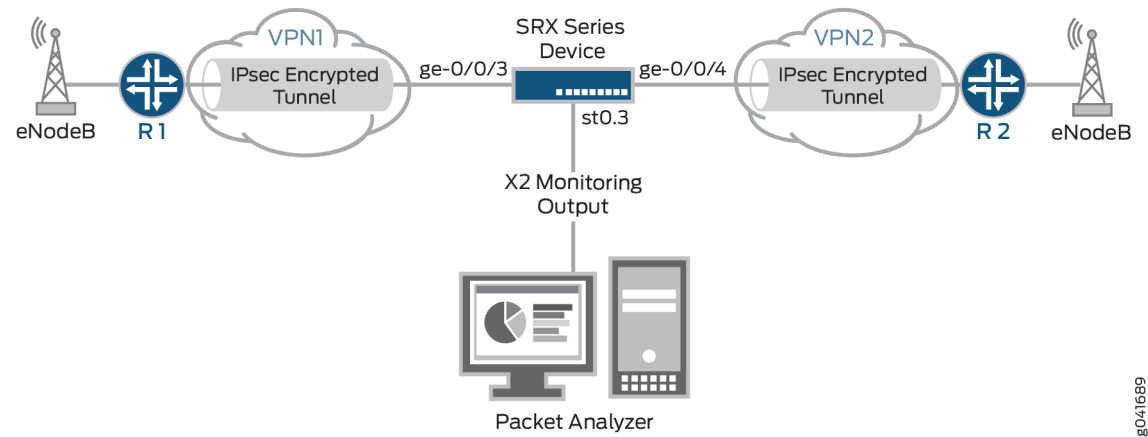 SRX Series
Device
VPN1
VPN2
IPsec Encrypted
Tunnel
ge-0/0/3
ge-0/0/4
IPsec Encrypted
Tunnel
st0.3
eNodeB
R 1
R 2
eNodeB
X2 Monitoring
Output
Packet Analyzer
g041689